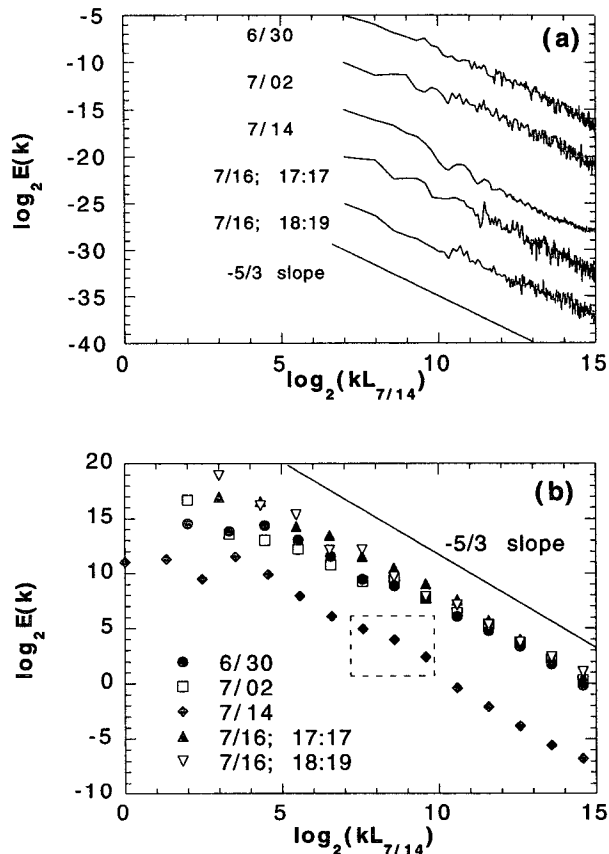 (a)
-5
-10
-15
-20
-25
-30
-35
-40
log₂E(k)
6/30
7/02
7/14
7/16; 17:17
7/16; 18:19
-5/3 slope
0 5 10 15
log₂(kL₇/₁₄)
(b)
20
15
10
5
0
-5
-10
log₂E(k)
-5/3 slope
6/30
7/02
7/14
7/16; 17:17
7/16; 18:19
0 5 10 15
log₂(kL₇/₁₄)